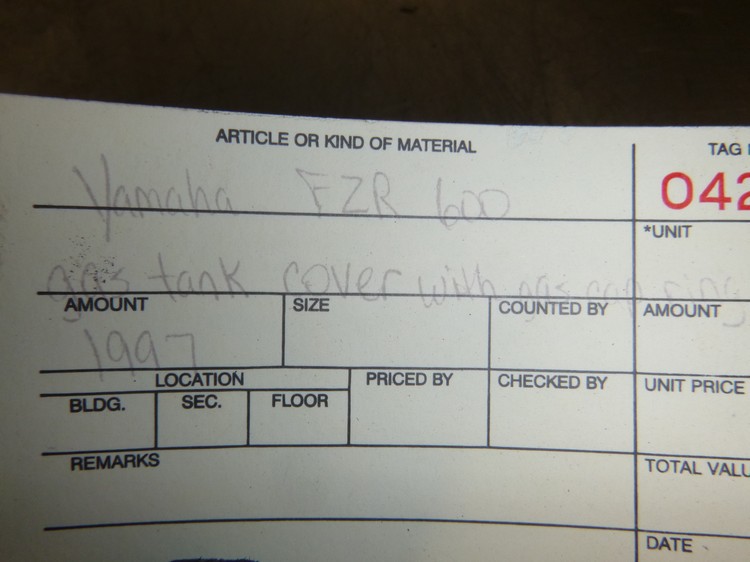 ARTICLE OR KIND OF MATERIAL
TAG
Yamaha FZR 600
042
*UNIT
gas tank cover with gas cap ring
AMOUNT SIZE COUNTED BY AMOUNT
1997
LOCATION PRICED BY CHECKED BY UNIT PRICE
BLDG. SEC. FLOOR
REMARKS
TOTAL VALU
DATE